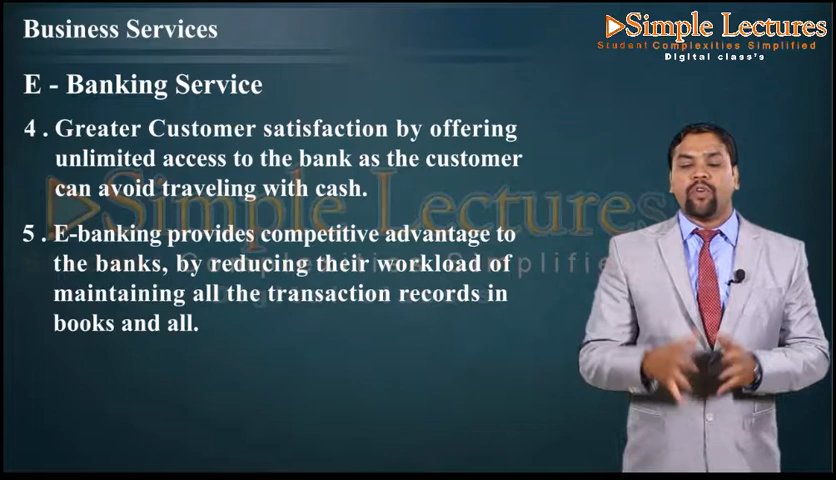 Business Services
Simple Lectures
Student Complexities Simplified
Digital class's
E - Banking Service
4 . Greater Customer satisfaction by offering
unlimited access to the bank as the customer
can avoid traveling with cash.
5 . E-banking provides competitive advantage to
the banks, by reducing their workload of
maintaining all the transaction records in
books and all.
Simple Lectures